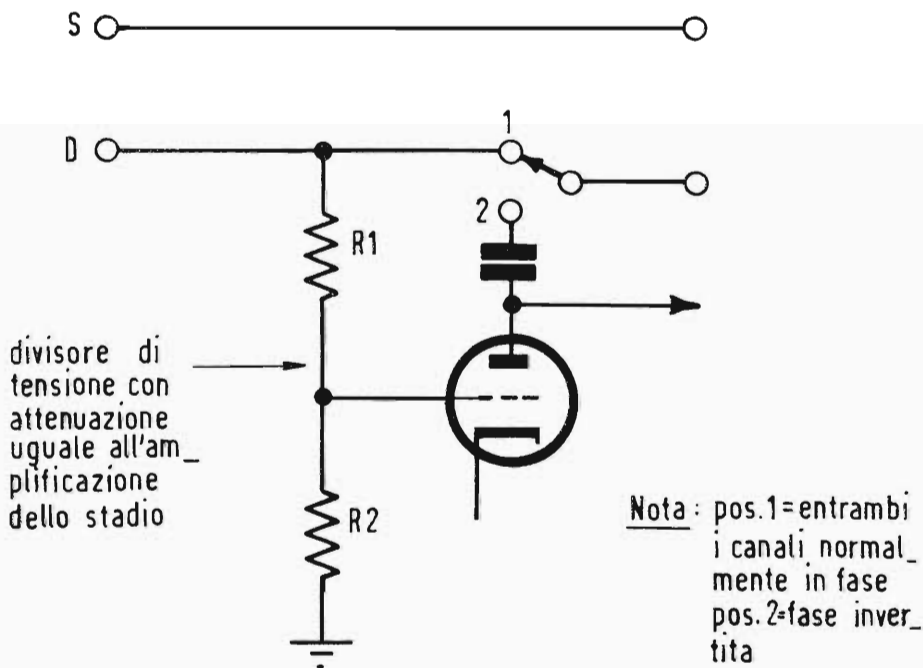 S
D
1
2
R1
divisore di
tensione con
attenuazione
uguale all'am_
plificazione
dello stadio
R2
Nota: pos.1=entrambi
i canali normal_
mente in fase
pos.2=fase inver_
tita